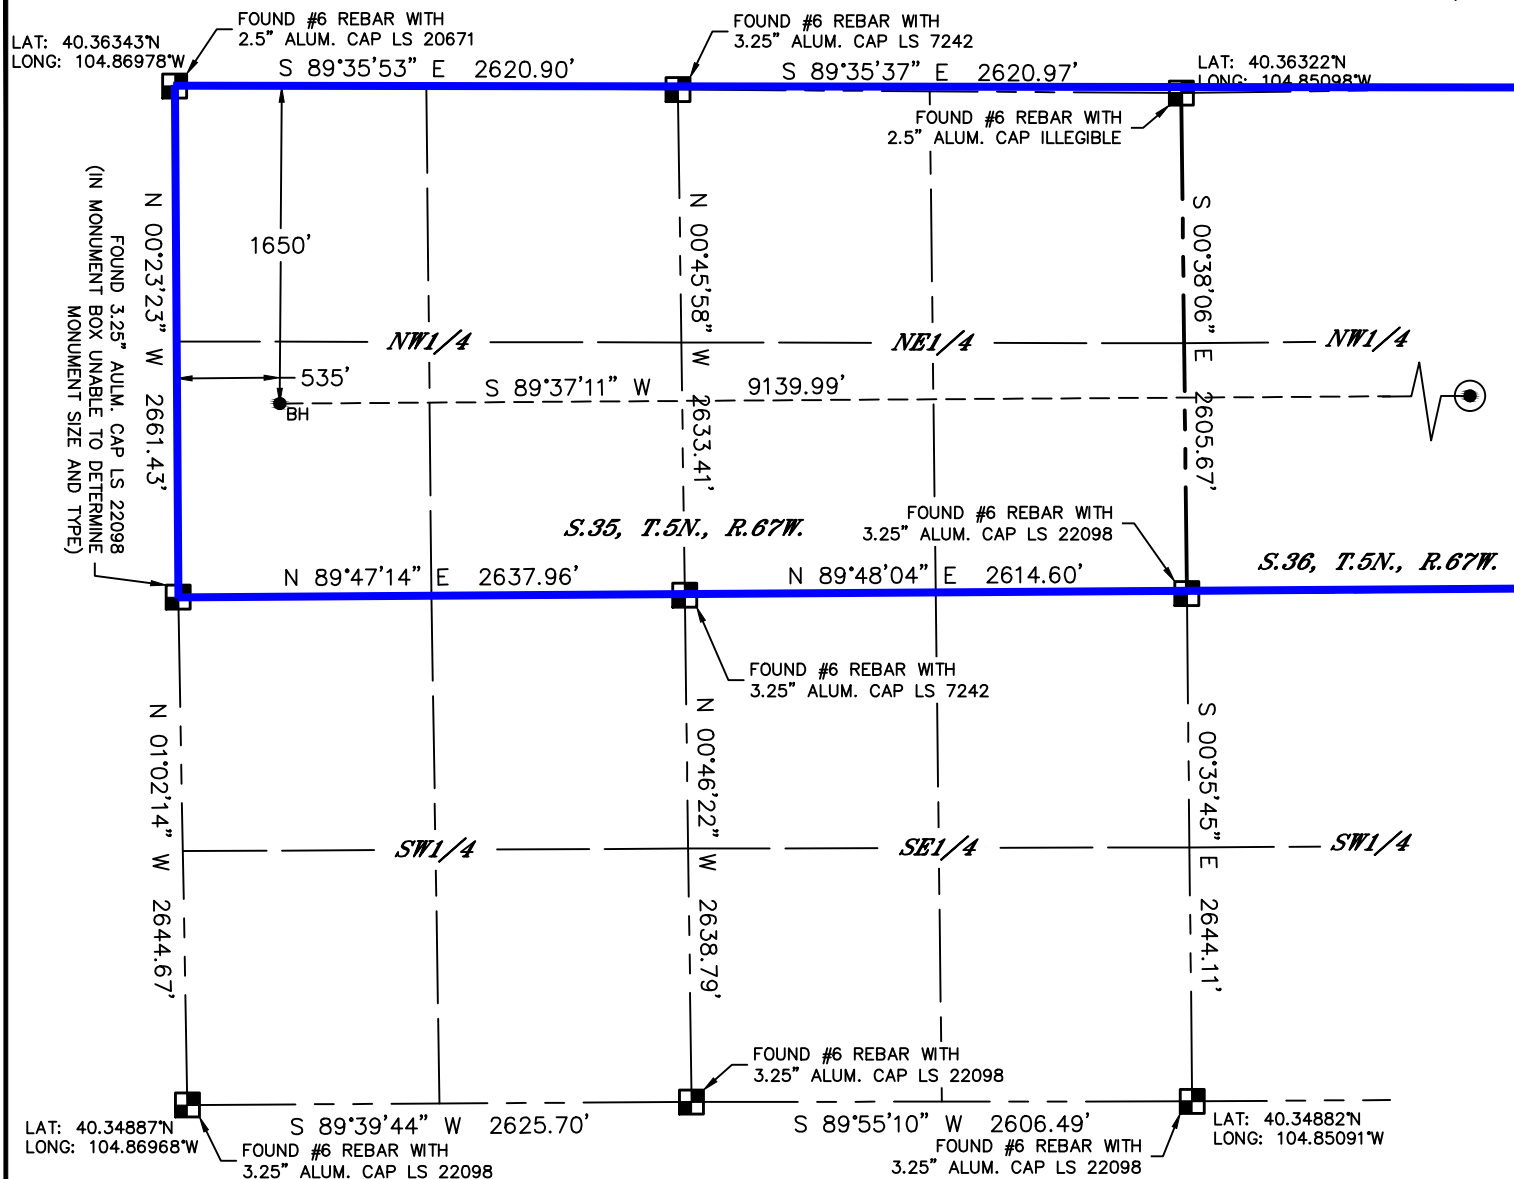 FOUND #6 REBAR WITH
2.5" ALUM. CAP LS 20671
LAT: 40.36343°N
LONG: 104.86978°W
S 89°35'53" E 2620.90'
FOUND #6 REBAR WITH
3.25" ALUM. CAP LS 7242
S 89°35'37" E 2620.97'
LAT: 40.36322°N
LONG: 104.85098°W
FOUND #6 REBAR WITH
2.5" ALUM. CAP ILLEGIBLE
FOUND 3.25" AULM. CAP LS 22098
(IN MONUMENT BOX UNABLE TO DETERMINE
MONUMENT SIZE AND TYPE)
N 00°23'23" W 2661.43'
1650'
N 00°45'58" W 2633.41'
S 00°38'06" E 2605.67'
NW1/4
NE1/4
NW1/4
535'
S 89°37'11" W 9139.99'
BH
S.35, T.5N., R.67W.
FOUND #6 REBAR WITH
3.25" ALUM. CAP LS 22098
S.36, T.5N., R.67W.
N 89°47'14" E 2637.96'
N 89°48'04" E 2614.60'
FOUND #6 REBAR WITH
3.25" ALUM. CAP LS 7242
N 01°02'14" W 2644.67'
N 00°46'22" W 2638.79'
S 00°35'45" E 2644.11'
SW1/4
SE1/4
SW1/4
FOUND #6 REBAR WITH
3.25" ALUM. CAP LS 22098
LAT: 40.34887°N
LONG: 104.86968°W
S 89°39'44" W 2625.70'
FOUND #6 REBAR WITH
3.25" ALUM. CAP LS 22098
S 89°55'10" W 2606.49'
FOUND #6 REBAR WITH
3.25" ALUM. CAP LS 22098
LAT: 40.34882°N
LONG: 104.85091°W